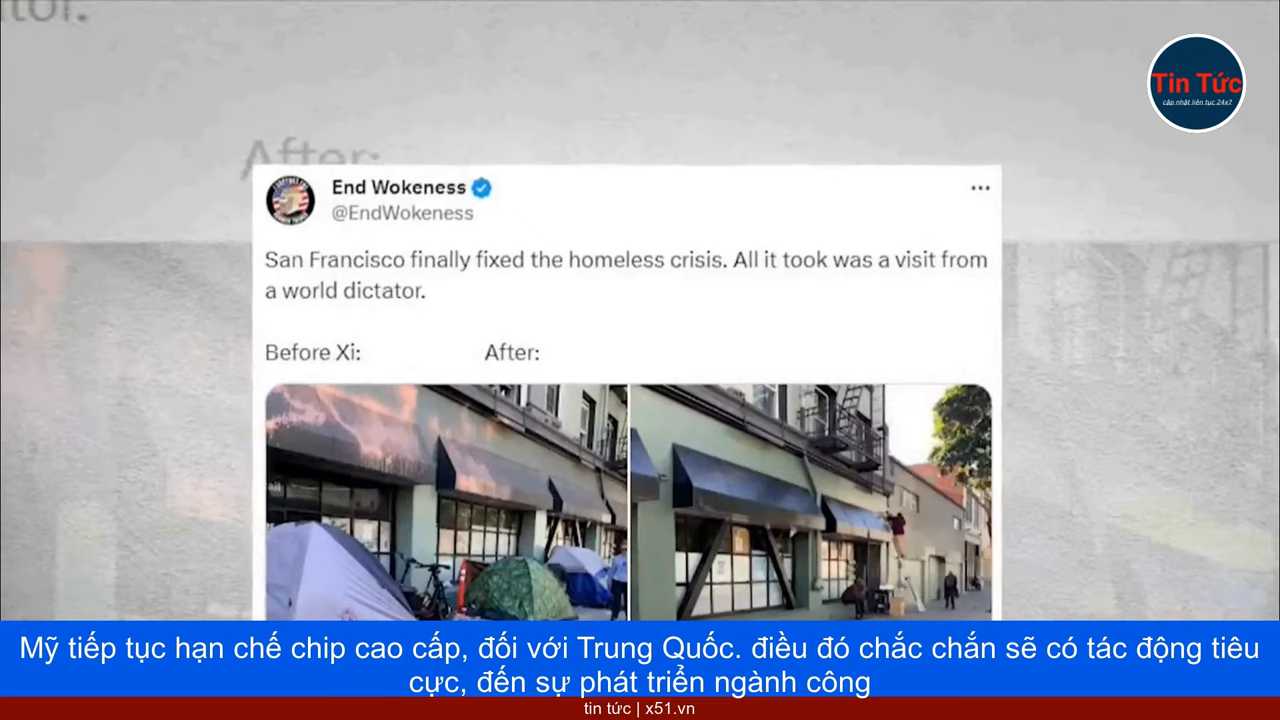 tor.
After:
Tin Tức
cập nhật liên tục 24x7
End Wokeness
@EndWokeness
San Francisco finally fixed the homeless crisis. All it took was a visit from
a world dictator.
Before Xi: After:
Mỹ tiếp tục hạn chế chip cao cấp, đối với Trung Quốc. điều đó chắc chắn sẽ có tác động tiêu
cực, đến sự phát triển ngành công
tin tức | x51.vn